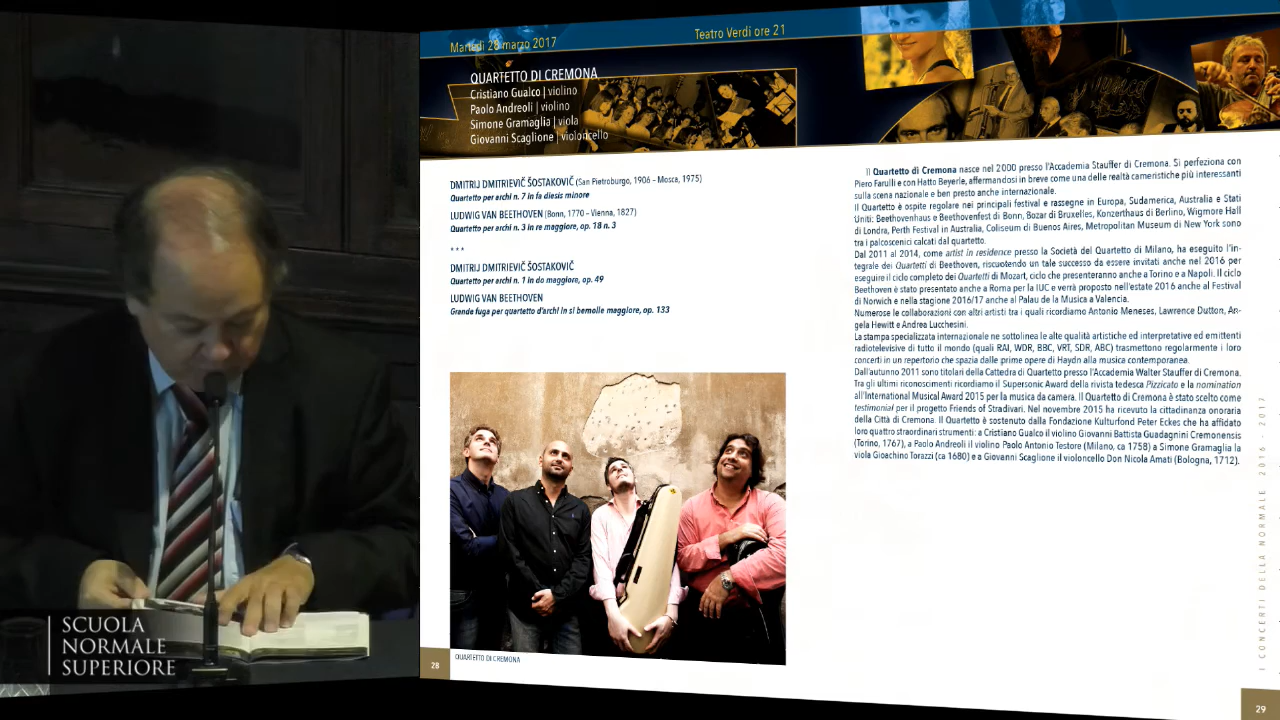 Martedì 28 marzo 2017
Teatro Verdi ore 21
QUARTETTO DI CREMONA
Cristiano Gualco | violino
Paolo Andreoli | violino
Simone Gramaglia | viola
Giovanni Scaglione | violoncello
DMITRIJ DMITRIEVIČ ŠOSTAKOVIČ (San Pietroburgo, 1906 – Mosca, 1975)
Quartetto per archi n. 7 in fa diesis minore
LUDWIG VAN BEETHOVEN (Bonn, 1770 – Vienna, 1827)
Quartetto per archi n. 3 in re maggiore, op. 18 n. 3
* * *
DMITRIJ DMITRIEVIČ ŠOSTAKOVIČ
Quartetto per archi n. 1 in do maggiore, op. 49
LUDWIG VAN BEETHOVEN
Grande fuga per quartetto d'archi in si bemolle maggiore, op. 133
QUARTETTO DI CREMONA
28
Il Quartetto di Cremona nasce nel 2000 presso l'Accademia Stauffer di Cremona. Si perfeziona con
Piero Farulli e con Hatto Beyerle, affermandosi in breve come una delle realtà cameristiche più interessanti
sulla scena nazionale e ben presto anche internazionale.
Il Quartetto è ospite regolare nei principali festival e rassegne in Europa, Sudamerica, Australia e Stati
Uniti: Beethovenhaus e Beethovenfest di Bonn, Bozar di Bruxelles, Konzerthaus di Berlino, Wigmore Hall
di Londra, Perth Festival in Australia, Coliseum di Buenos Aires, Metropolitan Museum di New York sono
tra i palcoscenici calcati dal quartetto.
Dal 2011 al 2014, come artist in residence presso la Società del Quartetto di Milano, ha eseguito l'in-
tegrale dei Quartetti di Beethoven, riscuotendo un tale successo da essere invitati anche nel 2016 per
eseguire il ciclo completo dei Quartetti di Mozart, ciclo che presenteranno anche a Torino e a Napoli. Il ciclo
Beethoven è stato presentato anche a Roma per la IUC e verrà proposto nell'estate 2016 anche al Festival
di Norwich e nella stagione 2016/17 anche al Palau de la Musica a Valencia.
Numerose le collaborazioni con altri artisti tra i quali ricordiamo Antonio Meneses, Lawrence Dutton, An-
gela Hewitt e Andrea Lucchesini.
La stampa specializzata internazionale ne sottolinea le alte qualità artistiche ed interpretative ed emittenti
radiotelevisive di tutto il mondo (quali RAI, WDR, BBC, VRT, SDR, ABC) trasmettono regolarmente i loro
concerti in un repertorio che spazia dalle prime opere di Haydn alla musica contemporanea.
Dall'autunno 2011 sono titolari della Cattedra di Quartetto presso l'Accademia Walter Stauffer di Cremona.
Tra gli ultimi riconoscimenti ricordiamo il Supersonic Award della rivista tedesca Pizzicato e la nomination
all'International Musical Award 2015 per la musica da camera. Il Quartetto di Cremona è stato scelto come
testimonial per il progetto Friends of Stradivari. Nel novembre 2015 ha ricevuto la cittadinanza onoraria
della Città di Cremona. Il Quartetto è sostenuto dalla Fondazione Kulturfond Peter Eckes che ha affidato
loro quattro straordinari strumenti: a Cristiano Gualco il violino Giovanni Battista Guadagnini Cremonensis
(Torino, 1767), a Paolo Andreoli il violino Paolo Antonio Testore (Milano, ca 1758) a Simone Gramaglia la
viola Gioachino Torazzi (ca 1680) e a Giovanni Scaglione il violoncello Don Nicola Amati (Bologna, 1712).
I CONCERTI DELLA NORMALE 2016 - 2017
29
SCUOLA
NORMALE
SUPERIORE